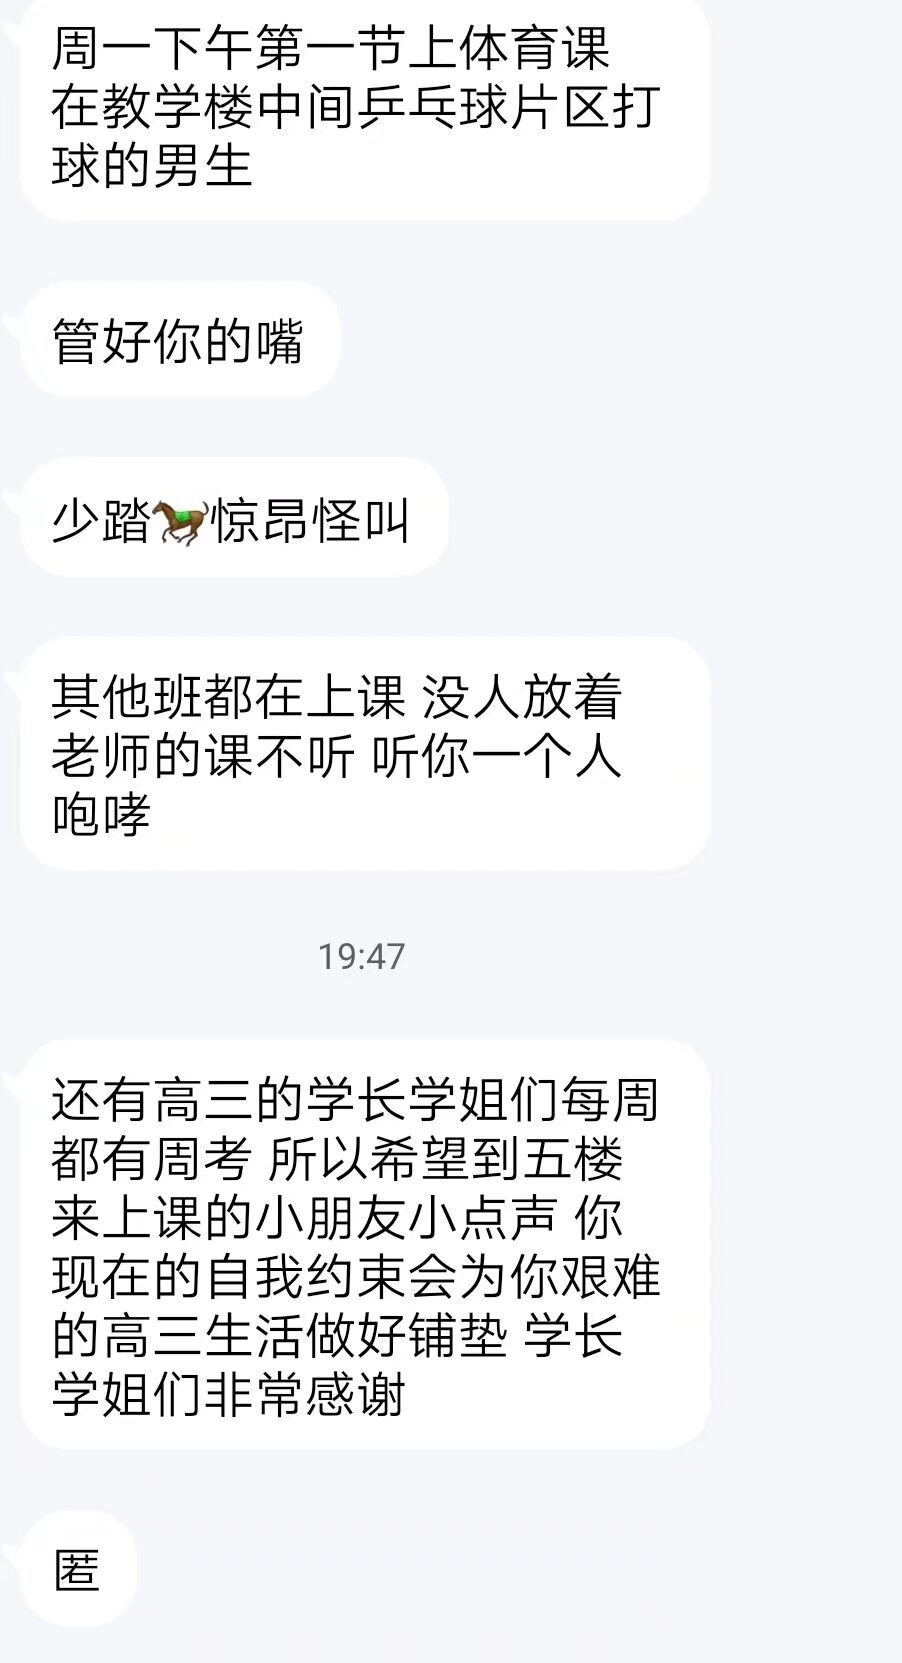 周一下午第一节上体育课
在教学楼中间乒乓球片区打
球的男生
管好你的嘴
少踏🐎惊昂怪叫
其他班都在上课 没人放着
老师的课不听 听你一个人
咆哮
19:47
还有高三的学长学姐们每周
都有周考 所以希望到五楼
来上课的小朋友小点声 你
现在的自我约束会为你艰难
的高三生活做好铺垫 学长
学姐们非常感谢
匿